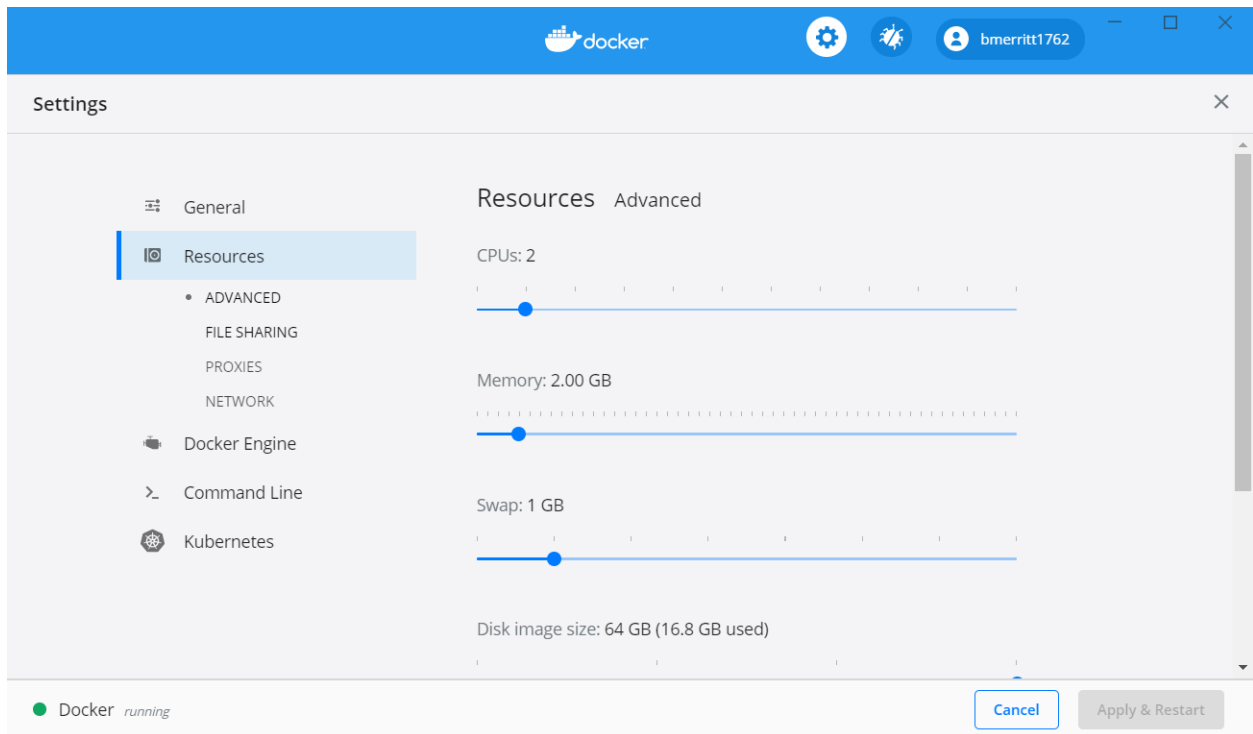 docker
bmerritt1762
Settings
General
Resources
ADVANCED
FILE SHARING
PROXIES
NETWORK
Docker Engine
Command Line
Kubernetes
Resources Advanced
CPUs: 2
Memory: 2.00 GB
Swap: 1 GB
Disk image size: 64 GB (16.8 GB used)
Docker running
Cancel
Apply & Restart